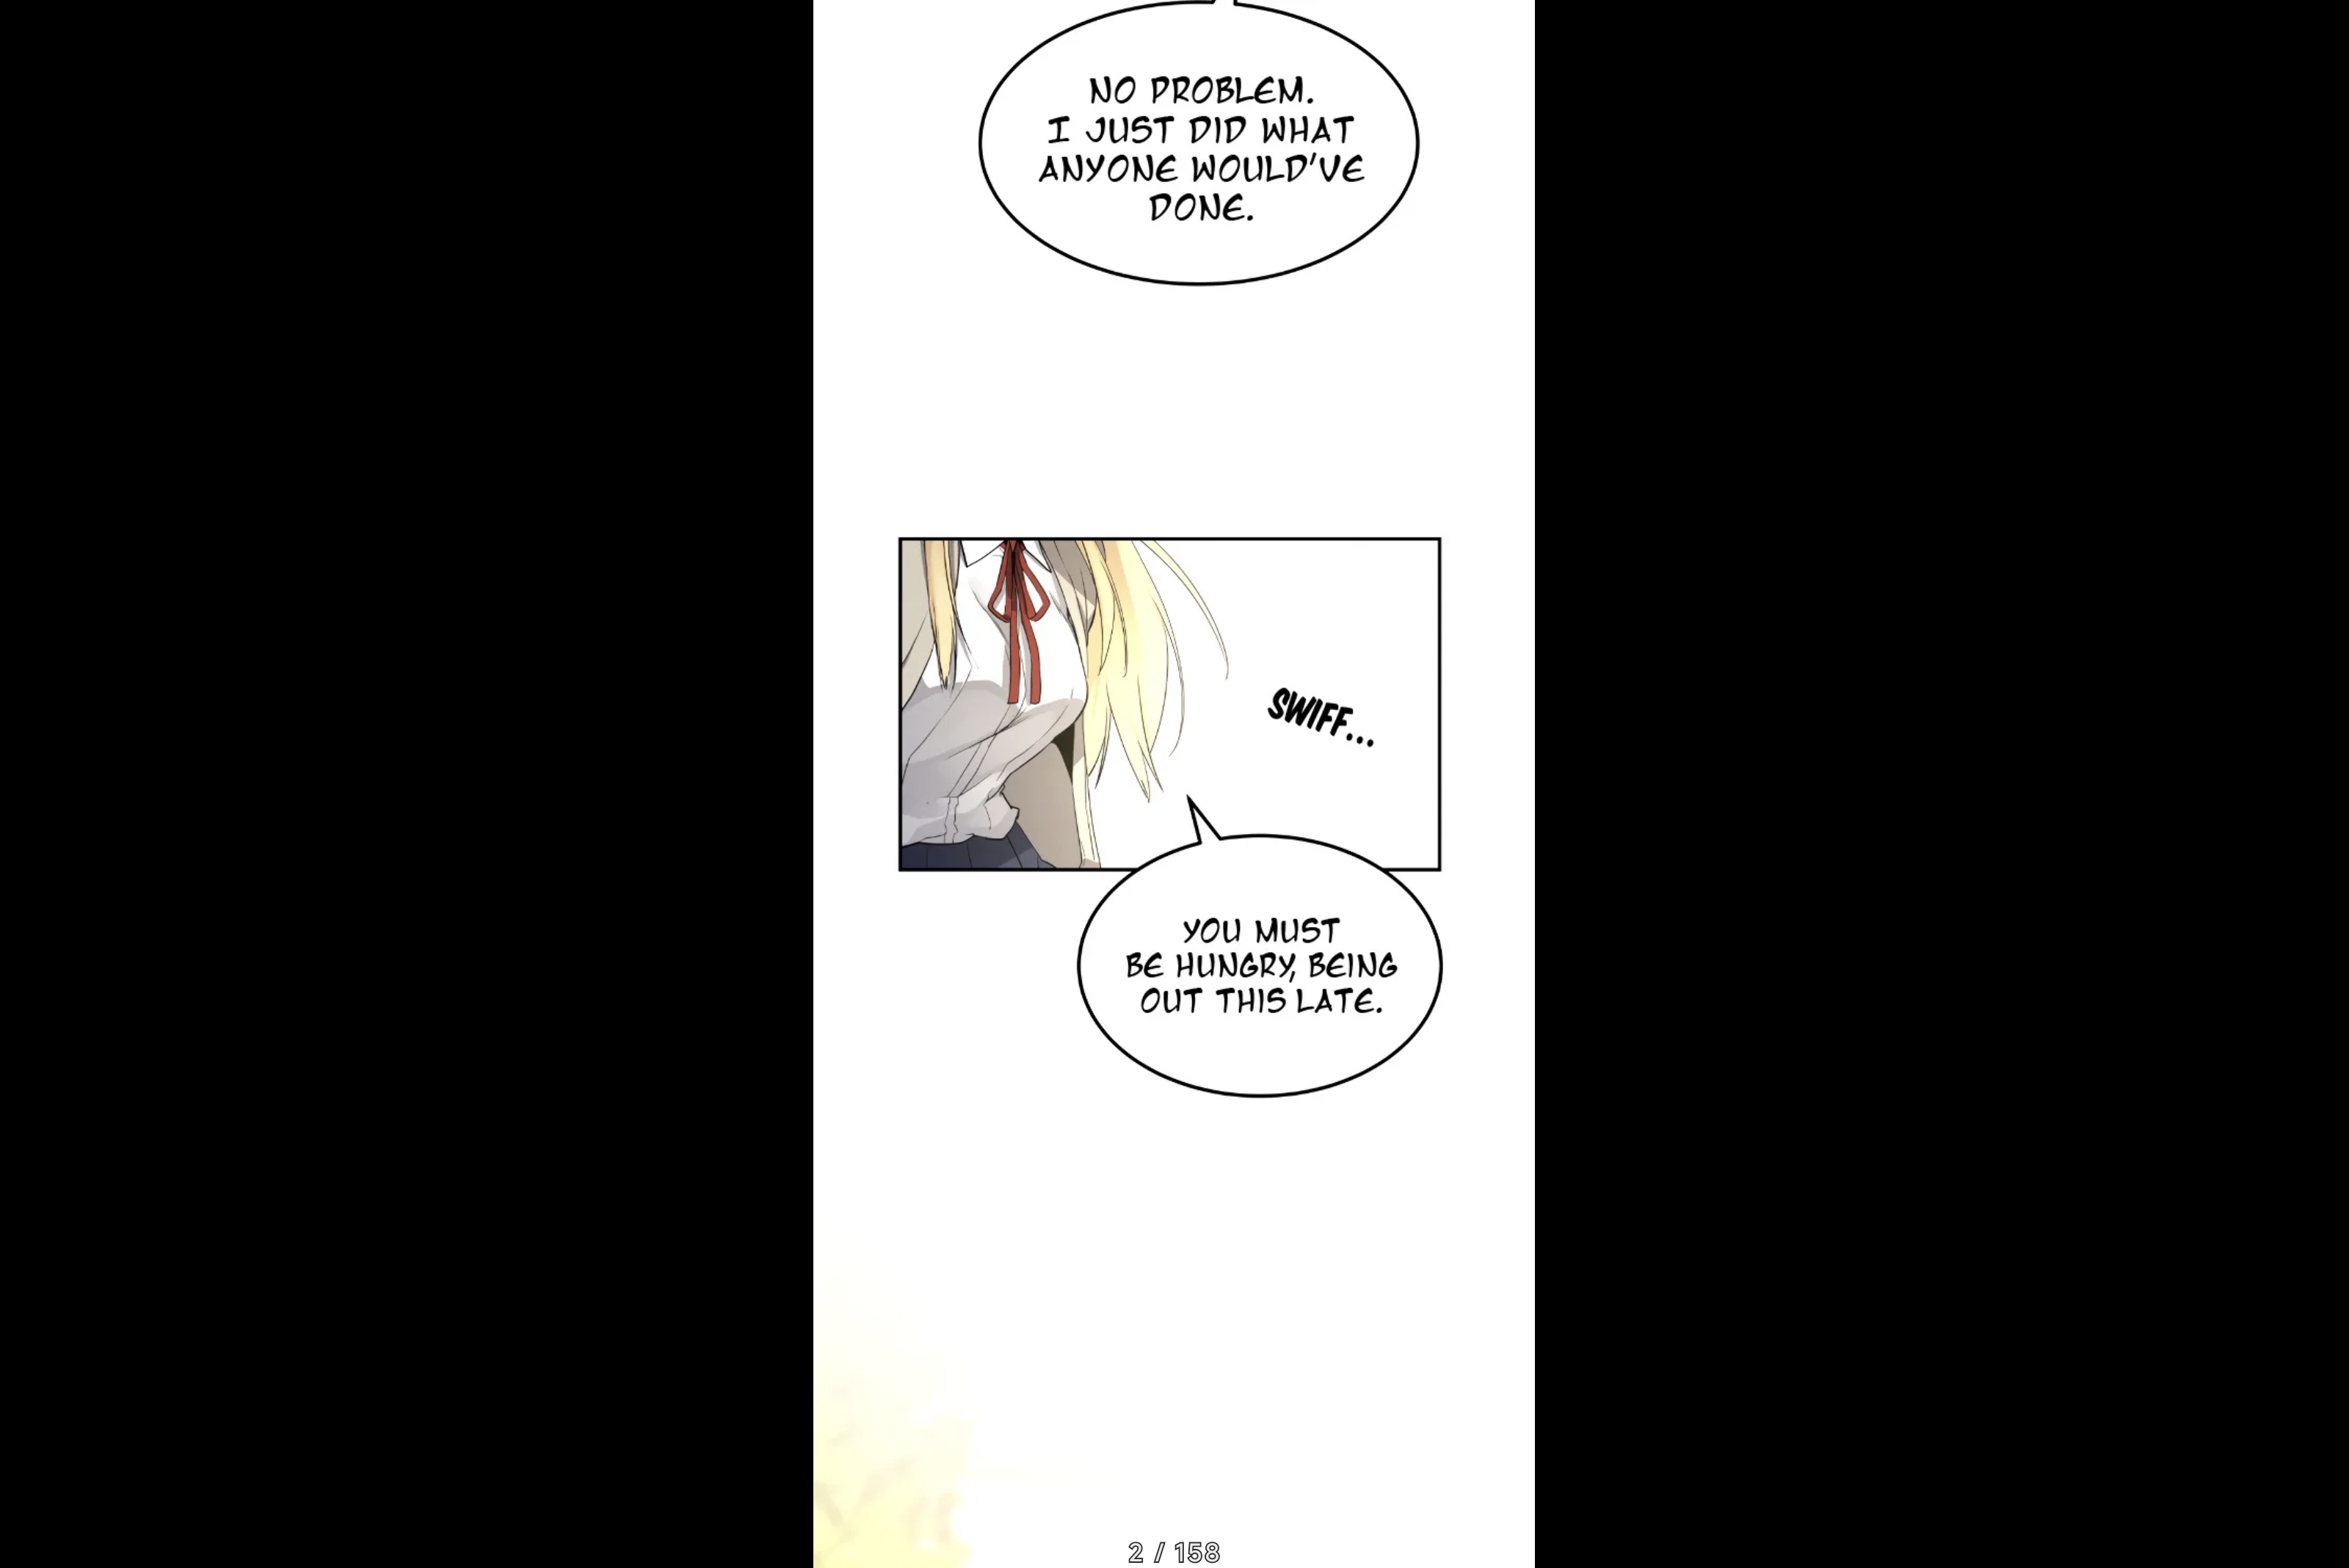 NO PROBLEM.
I JUST DID WHAT
ANYONE WOULD'VE
DONE.
SWIFF...
YOU MUST
BE HUNGRY, BEING
OUT THIS LATE.
2 / 158